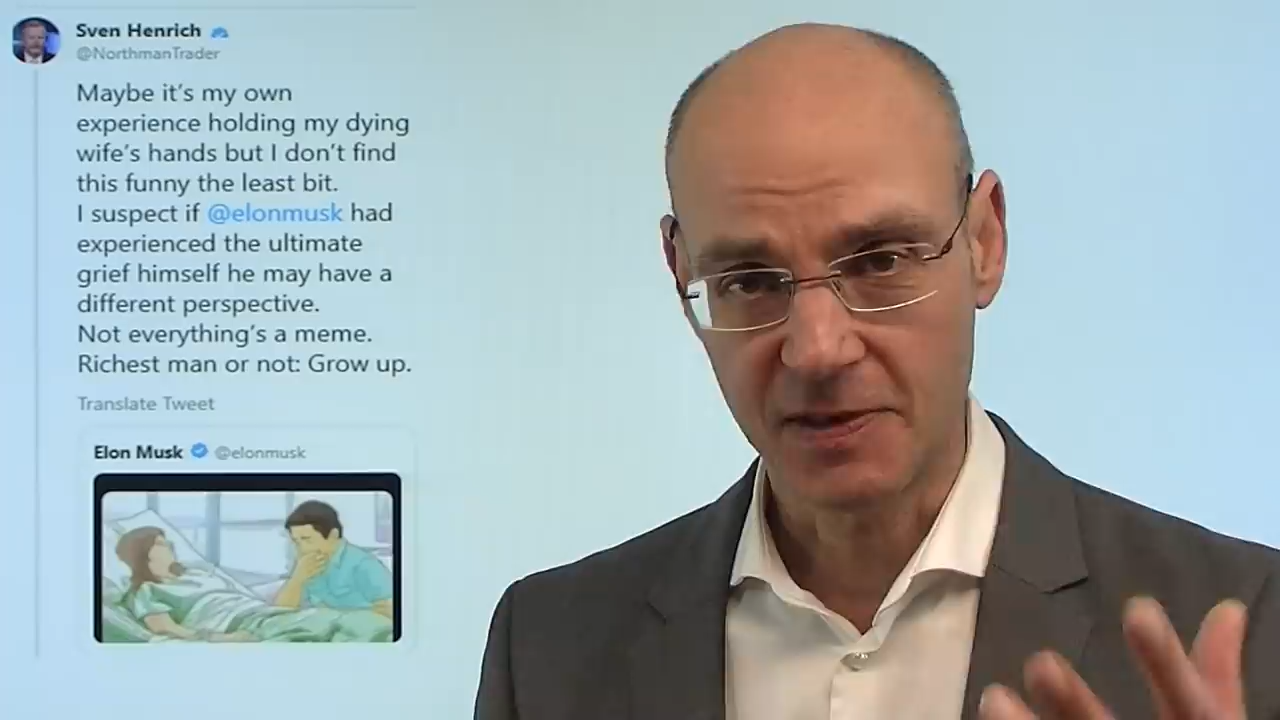 Sven Henrich
@NorthmanTrader
Maybe it's my own
experience holding my dying
wife's hands but I don't find
this funny the least bit.
I suspect if @elonmusk had
experienced the ultimate
grief himself he may have a
different perspective.
Not everything's a meme.
Richest man or not: Grow up.
Translate Tweet
Elon Musk @elonmusk